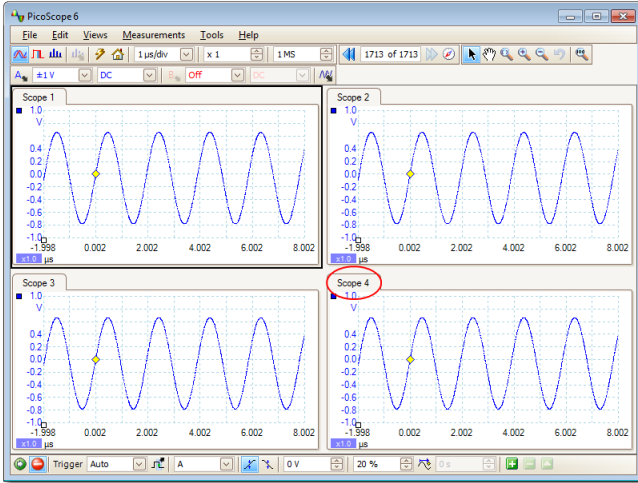 PicoScope 6
File Edit Views Measurements Tools Help
1 µs/div x 1 1 MS 1713 of 1713
A ±1 V DC B Off DC
Scope 1
1.0
V
0.4
0.2
0.0
-0.2
-0.4
-0.6
-0.8
-1.0
-1.998 0.002 2.002 4.002 6.002 8.002
x1.0 µs
Scope 2
1.0
V
0.4
0.2
0.0
-0.2
-0.4
-0.6
-0.8
-1.0
-1.998 0.002 2.002 4.002 6.002 8.002
x1.0 µs
Scope 3
1.0
V
0.4
0.2
0.0
-0.2
-0.4
-0.6
-0.8
-1.0
-1.998 0.002 2.002 4.002 6.002 8.002
x1.0 µs
Scope 4
1.0
V
0.4
0.2
0.0
-0.2
-0.4
-0.6
-0.8
-1.0
-1.998 0.002 2.002 4.002 6.002 8.002
x1.0 µs
Trigger Auto A 0 V 20 % 0 s